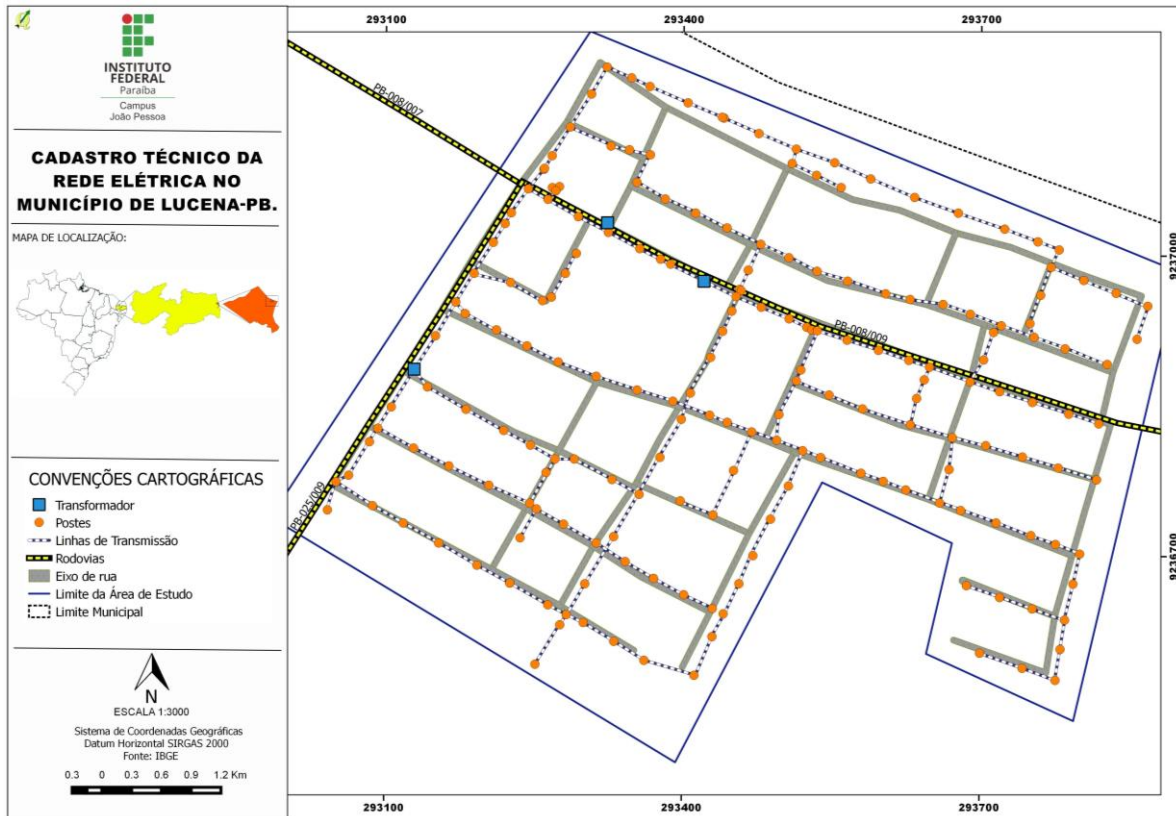 INSTITUTO
FEDERAL
Paraíba
Campus
João Pessoa
CADASTRO TÉCNICO DA
REDE ELÉTRICA NO
MUNICÍPIO DE LUCENA-PB.
MAPA DE LOCALIZAÇÃO:
CONVENÇÕES CARTOGRÁFICAS
Transformador
Postes
Linhas de Transmissão
Rodovias
Eixo de rua
Limite da Área de Estudo
Limite Municipal
N
ESCALA 1:3000
Sistema de Coordenadas Geográficas
Datum Horizontal SIRGAS 2000
Fonte: IBGE
0.3 0 0.3 0.6 0.9 1.2 Km
293100 293400 293700
PB-008/007
9237000
PB-008/009
PB-025/009
9236700
293100 293400 293700